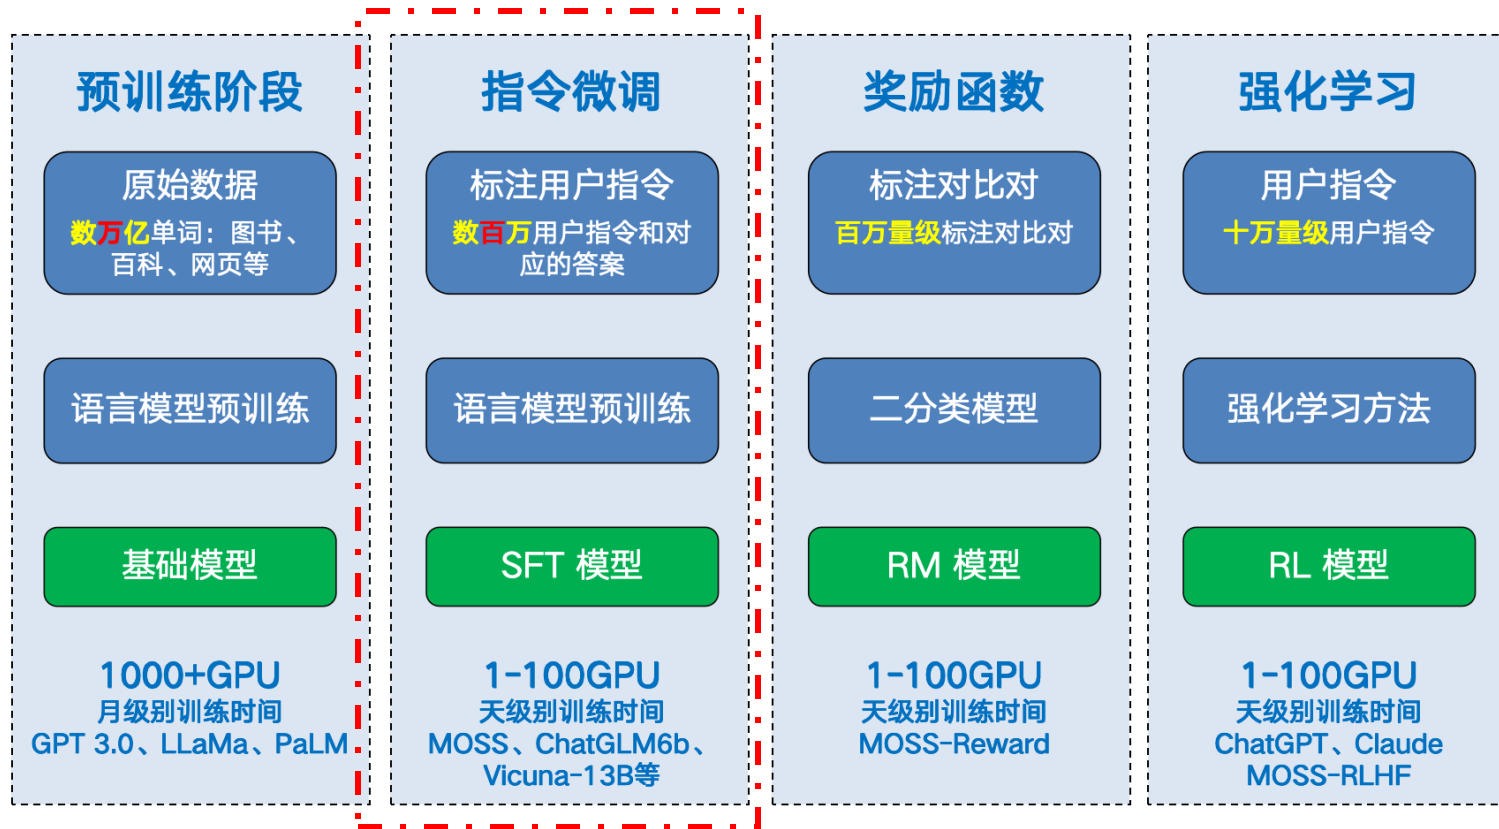 预训练阶段
原始数据
数万亿单词：图书、
百科、网页等
语言模型预训练
基础模型
1000+GPU
月级别训练时间
GPT 3.0、LLaMa、PaLM
指令微调
标注用户指令
数百万用户指令和对
应的答案
语言模型预训练
SFT 模型
1-100GPU
天级别训练时间
MOSS、ChatGLM6b、
Vicuna-13B等
奖励函数
标注对比对
百万量级标注对比对
二分类模型
RM 模型
1-100GPU
天级别训练时间
MOSS-Reward
强化学习
用户指令
十万量级用户指令
强化学习方法
RL 模型
1-100GPU
天级别训练时间
ChatGPT、Claude
MOSS-RLHF